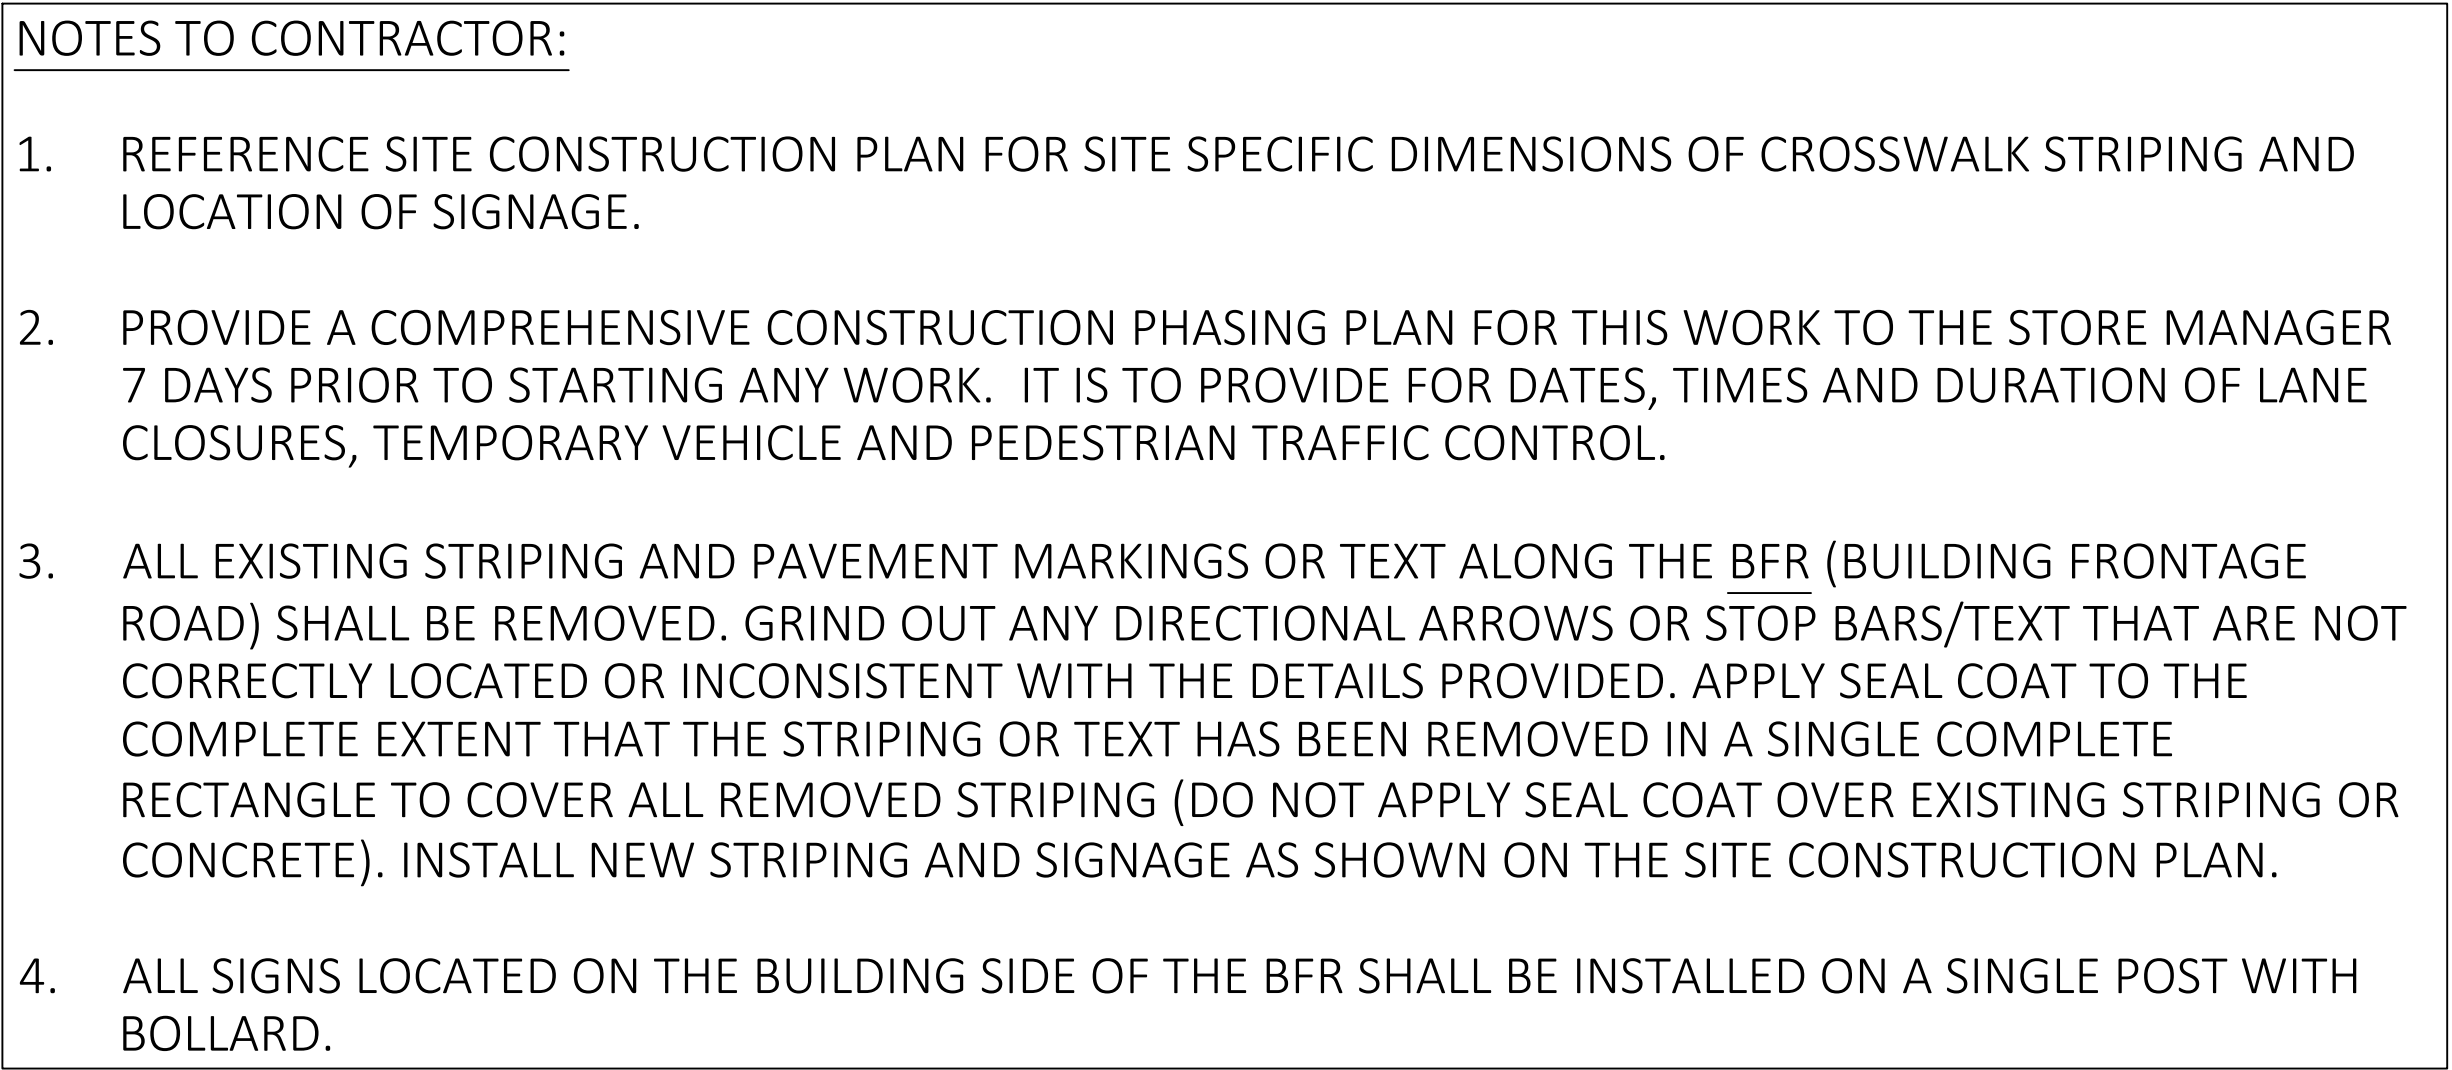 NOTES TO CONTRACTOR:
1. REFERENCE SITE CONSTRUCTION PLAN FOR SITE SPECIFIC DIMENSIONS OF CROSSWALK STRIPING AND
LOCATION OF SIGNAGE.
2. PROVIDE A COMPREHENSIVE CONSTRUCTION PHASING PLAN FOR THIS WORK TO THE STORE MANAGER
7 DAYS PRIOR TO STARTING ANY WORK.  IT IS TO PROVIDE FOR DATES, TIMES AND DURATION OF LANE
CLOSURES, TEMPORARY VEHICLE AND PEDESTRIAN TRAFFIC CONTROL.
3. ALL EXISTING STRIPING AND PAVEMENT MARKINGS OR TEXT ALONG THE BFR (BUILDING FRONTAGE
ROAD) SHALL BE REMOVED. GRIND OUT ANY DIRECTIONAL ARROWS OR STOP BARS/TEXT THAT ARE NOT
CORRECTLY LOCATED OR INCONSISTENT WITH THE DETAILS PROVIDED. APPLY SEAL COAT TO THE
COMPLETE EXTENT THAT THE STRIPING OR TEXT HAS BEEN REMOVED IN A SINGLE COMPLETE
RECTANGLE TO COVER ALL REMOVED STRIPING (DO NOT APPLY SEAL COAT OVER EXISTING STRIPING OR
CONCRETE). INSTALL NEW STRIPING AND SIGNAGE AS SHOWN ON THE SITE CONSTRUCTION PLAN.
4. ALL SIGNS LOCATED ON THE BUILDING SIDE OF THE BFR SHALL BE INSTALLED ON A SINGLE POST WITH
BOLLARD.